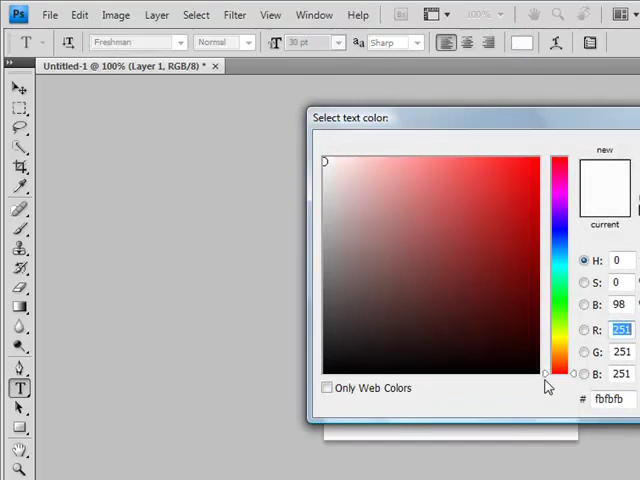 Ps File Edit Image Layer Select Filter View Window Help Br 100%
T T Freshman Normal T 30 pt aa Sharp
Untitled-1 @ 100% (Layer 1, RGB/8) * ×
Select text color:
new
current
H: 0
S: 0
B: 98
R: 251
G: 251
B: 251
# fbfbfb
Only Web Colors
T